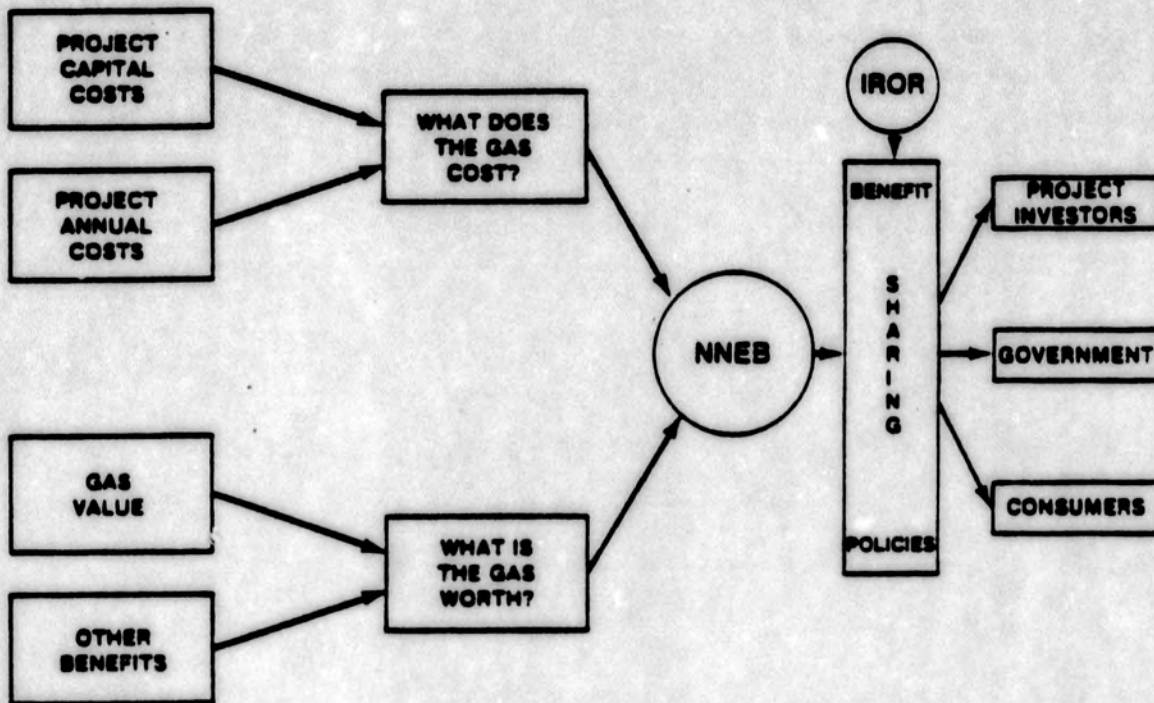 PROJECT
CAPITAL
COSTS
PROJECT
ANNUAL
COSTS
WHAT DOES
THE GAS
COST?
GAS
VALUE
OTHER
BENEFITS
WHAT IS
THE GAS
WORTH?
NNEB
IROR
BENEFIT
SHARING
POLICIES
PROJECT
INVESTORS
GOVERNMENT
CONSUMERS